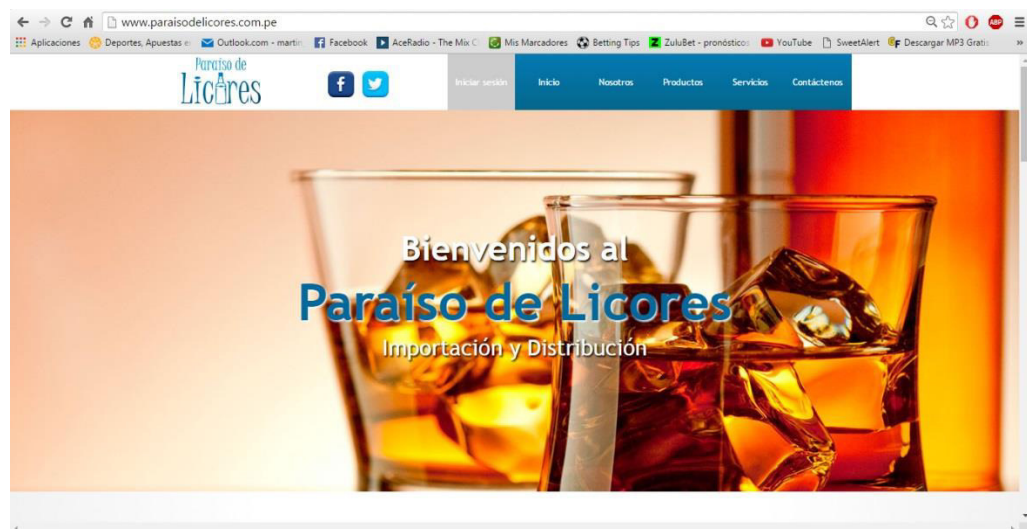 www.paraisodelicores.com.pe
Aplicaciones Deportes, Apuestas e Outlook.com - martin Facebook AceRadio - The Mix C Mis Marcadores Betting Tips ZuluBet - pronósticos YouTube SweetAlert Descargar MP3 Gratis »
Paraíso de
Licores
Iniciar sesión Inicio Nosotros Productos Servicios Contáctenos
Bienvenidos al
Paraíso de Licores
Importación y Distribución